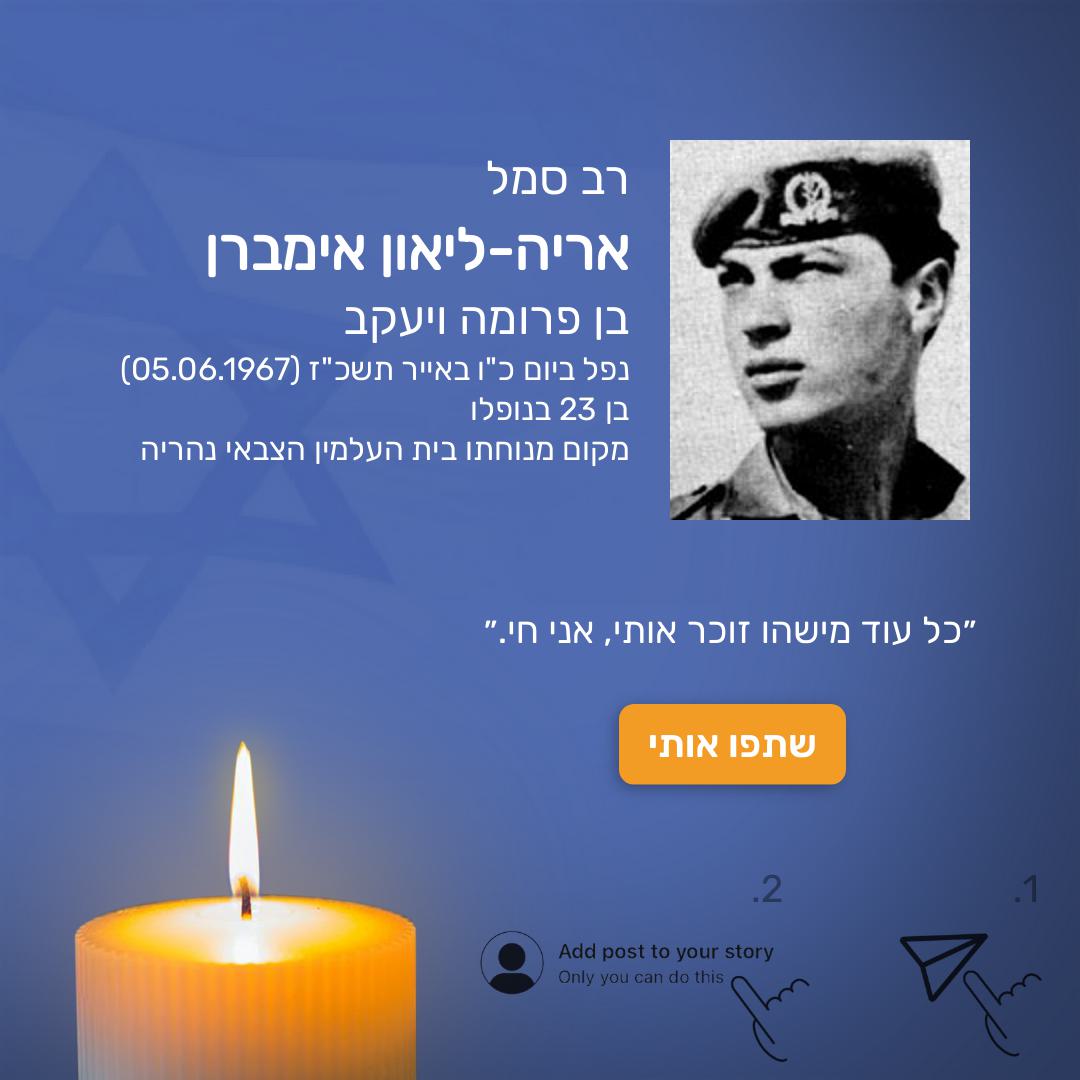 רב סמל
אריה-ליאון אימברן
בן פרומה ויעקב
נפל ביום כ"ו באייר תשכ"ז (05.06.1967)
בן 23 בנופלו
מקום מנוחתו בית העלמין הצבאי נהריה
״כל עוד מישהו זוכר אותי, אני חי.״
שתפו אותי
1.
2.
Add post to your story
Only you can do this